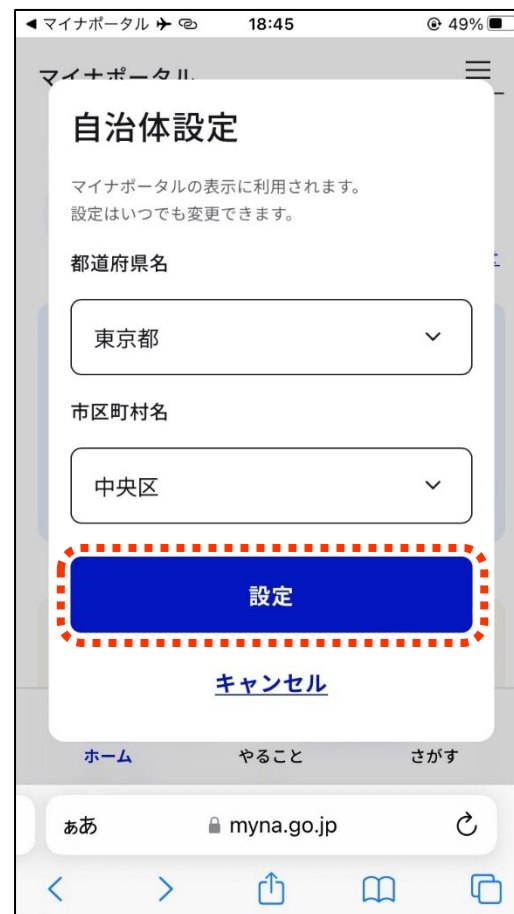 マイナポータル 18:45 49%
マイナポータル
自治体設定
マイナポータルの表示に利用されます。
設定はいつでも変更できます。
都道府県名
東京都
市区町村名
中央区
設定
キャンセル
ホーム やること さがす
ぁあ myna.go.jp